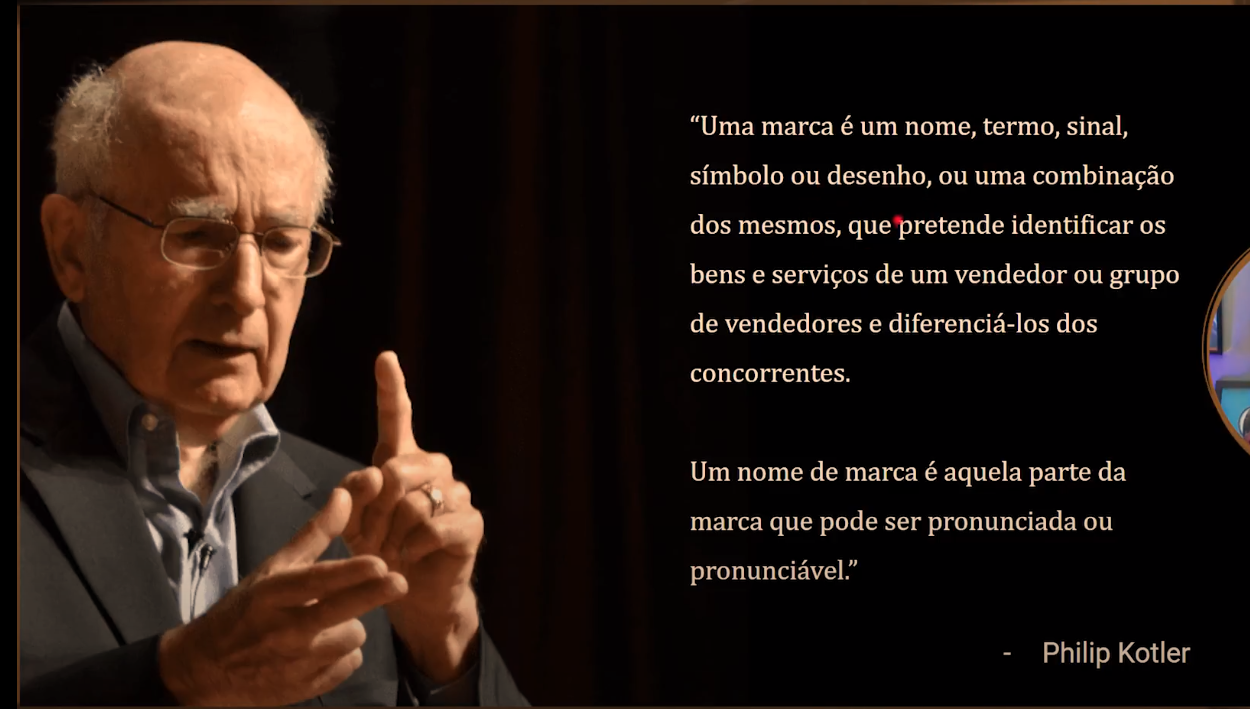 “Uma marca é um nome, termo, sinal,
símbolo ou desenho, ou uma combinação
dos mesmos, que pretende identificar os
bens e serviços de um vendedor ou grupo
de vendedores e diferenciá-los dos
concorrentes.
Um nome de marca é aquela parte da
marca que pode ser pronunciada ou
pronunciável.”
- Philip Kotler